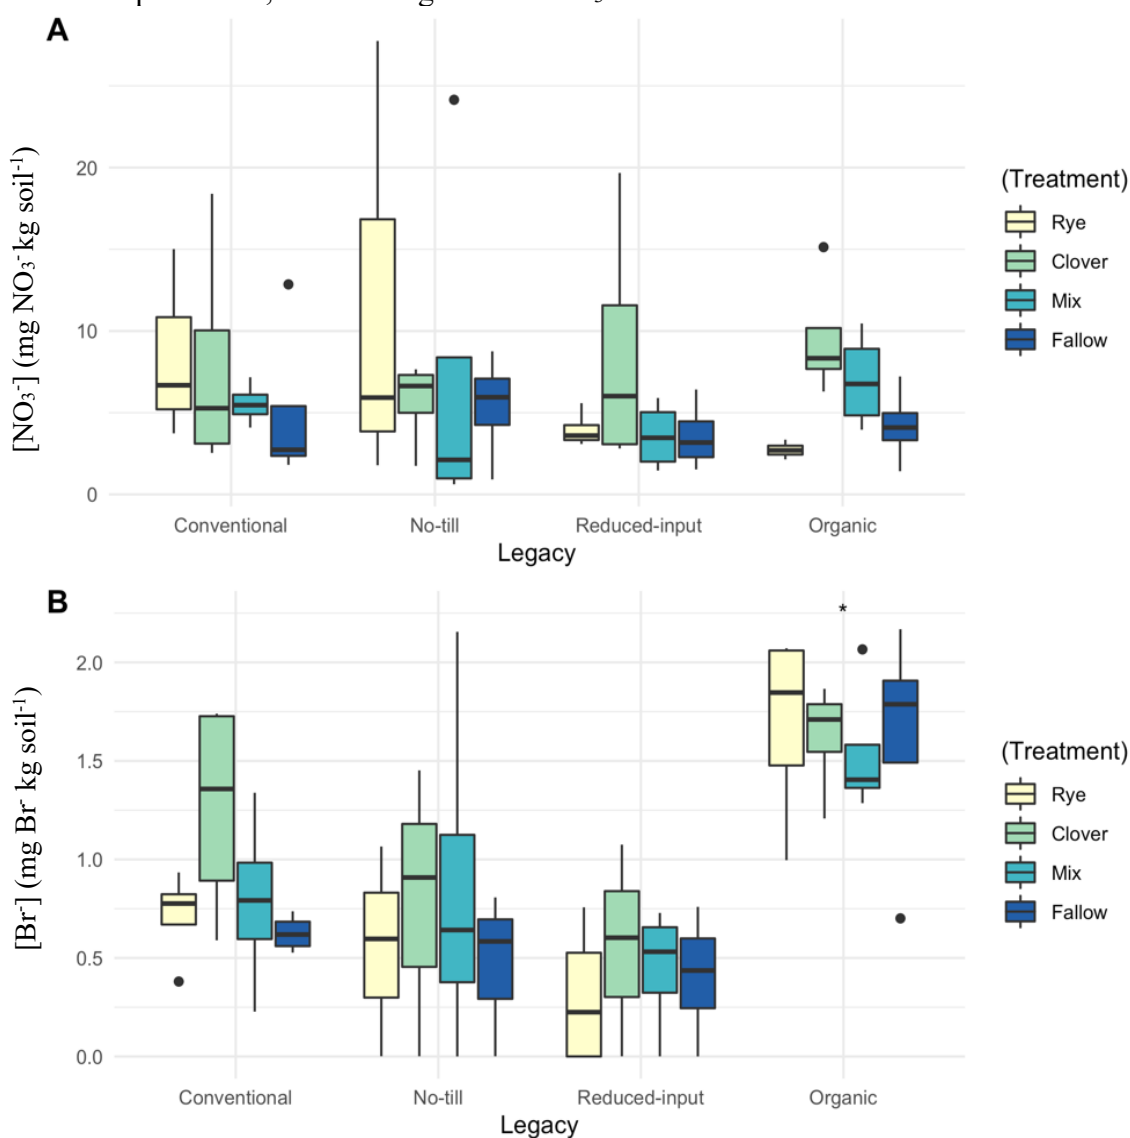 A
[NO₃⁻] (mg NO₃⁻ kg soil⁻¹)
20
10
0
Conventional
No-till
Reduced-input
Organic
Legacy
(Treatment)
Rye
Clover
Mix
Fallow
B
*
[Br⁻] (mg Br⁻ kg soil⁻¹)
2.0
1.5
1.0
0.5
0.0
Conventional
No-till
Reduced-input
Organic
Legacy
(Treatment)
Rye
Clover
Mix
Fallow